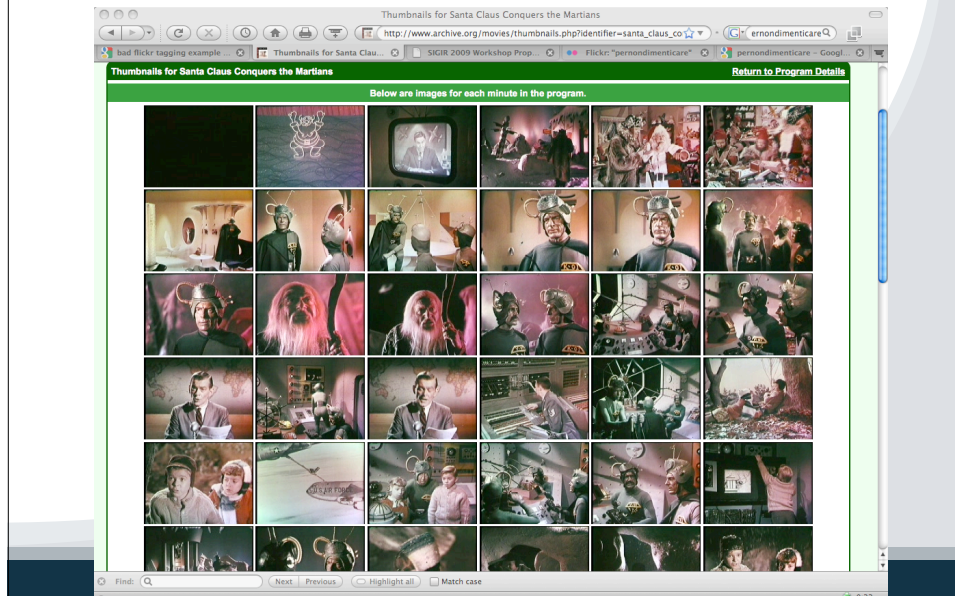 Thumbnails for Santa Claus Conquers the Martians
http://www.archive.org/movies/thumbnails.php?identifier=santa_claus_co
G
ernondimenticare
bad flickr tagging example ...
Thumbnails for Santa Clau...
SIGIR 2009 Workshop Prop...
Flickr: "pernondimenticare"
pernondimenticare – Googl...
Thumbnails for Santa Claus Conquers the Martians
Return to Program Details
Below are images for each minute in the program.
U.S. AIR FORCE
Find:
Next
Previous
Highlight all
Match case